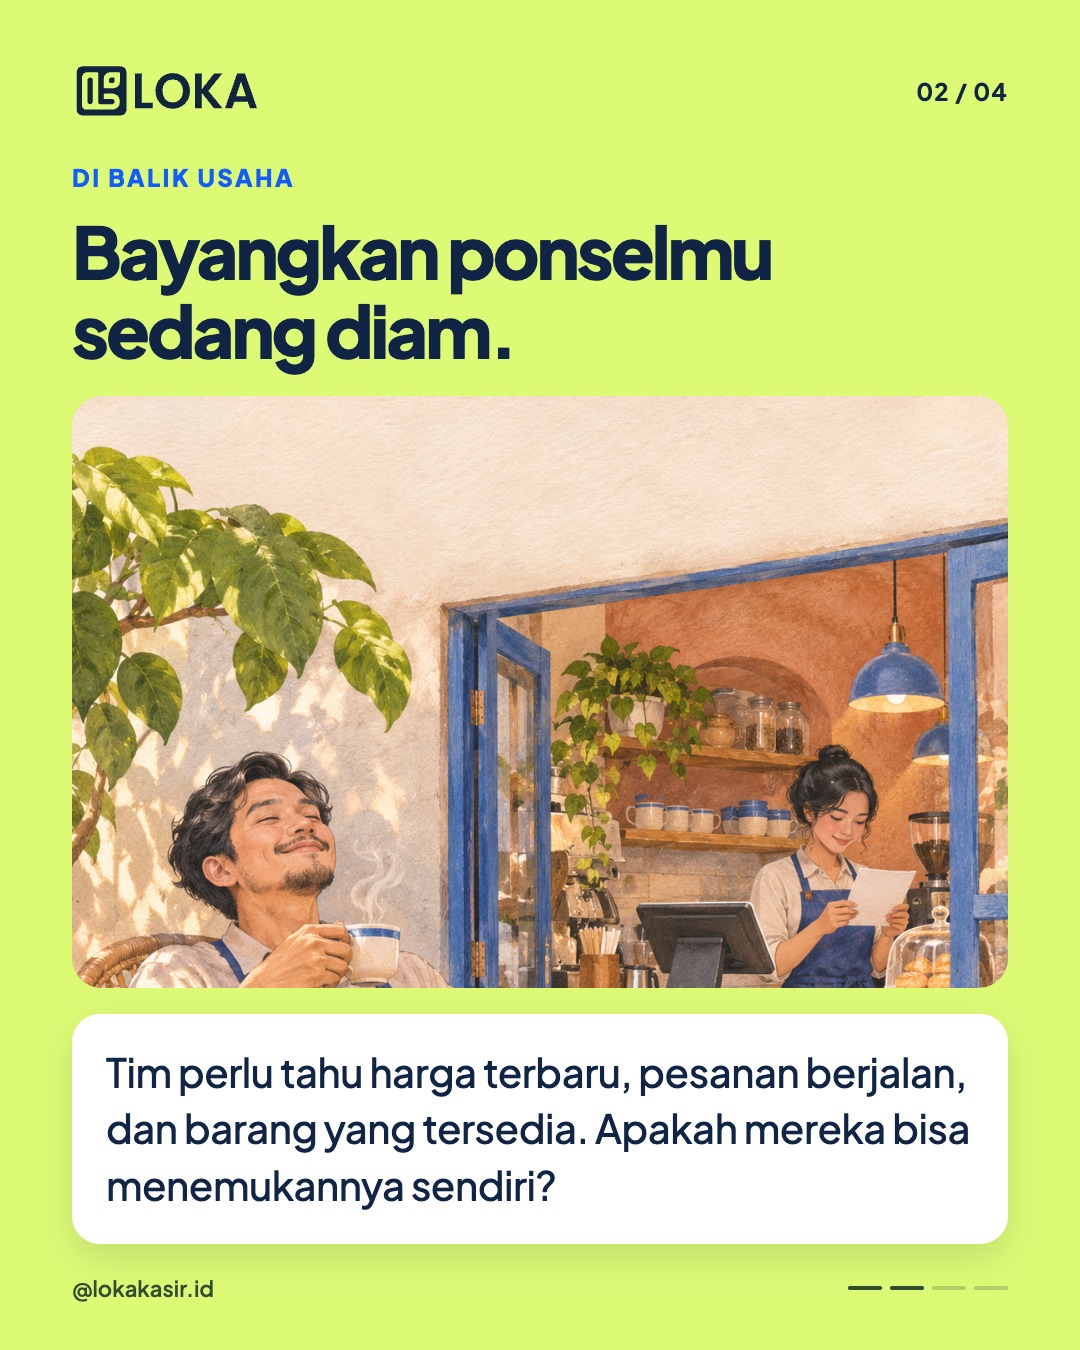 LOKA
02 / 04
DI BALIK USAHA
Bayangkan ponselmu
sedang diam.
Tim perlu tahu harga terbaru, pesanan berjalan,
dan barang yang tersedia. Apakah mereka bisa
menemukannya sendiri?
@lokakasir.id